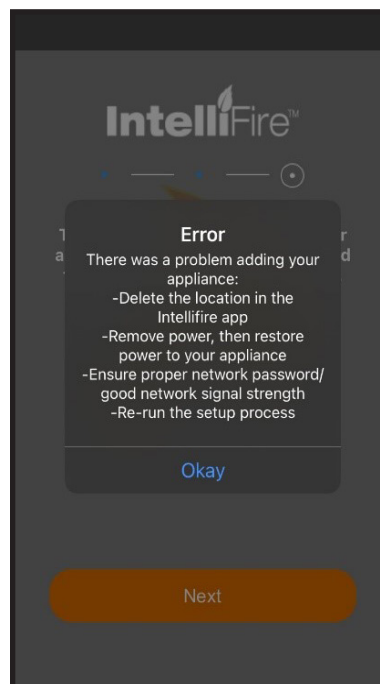 IntelliFire™
Error
There was a problem adding your
appliance:
-Delete the location in the
Intellifire app
-Remove power, then restore
power to your appliance
-Ensure proper network password/
good network signal strength
-Re-run the setup process
Okay
Next